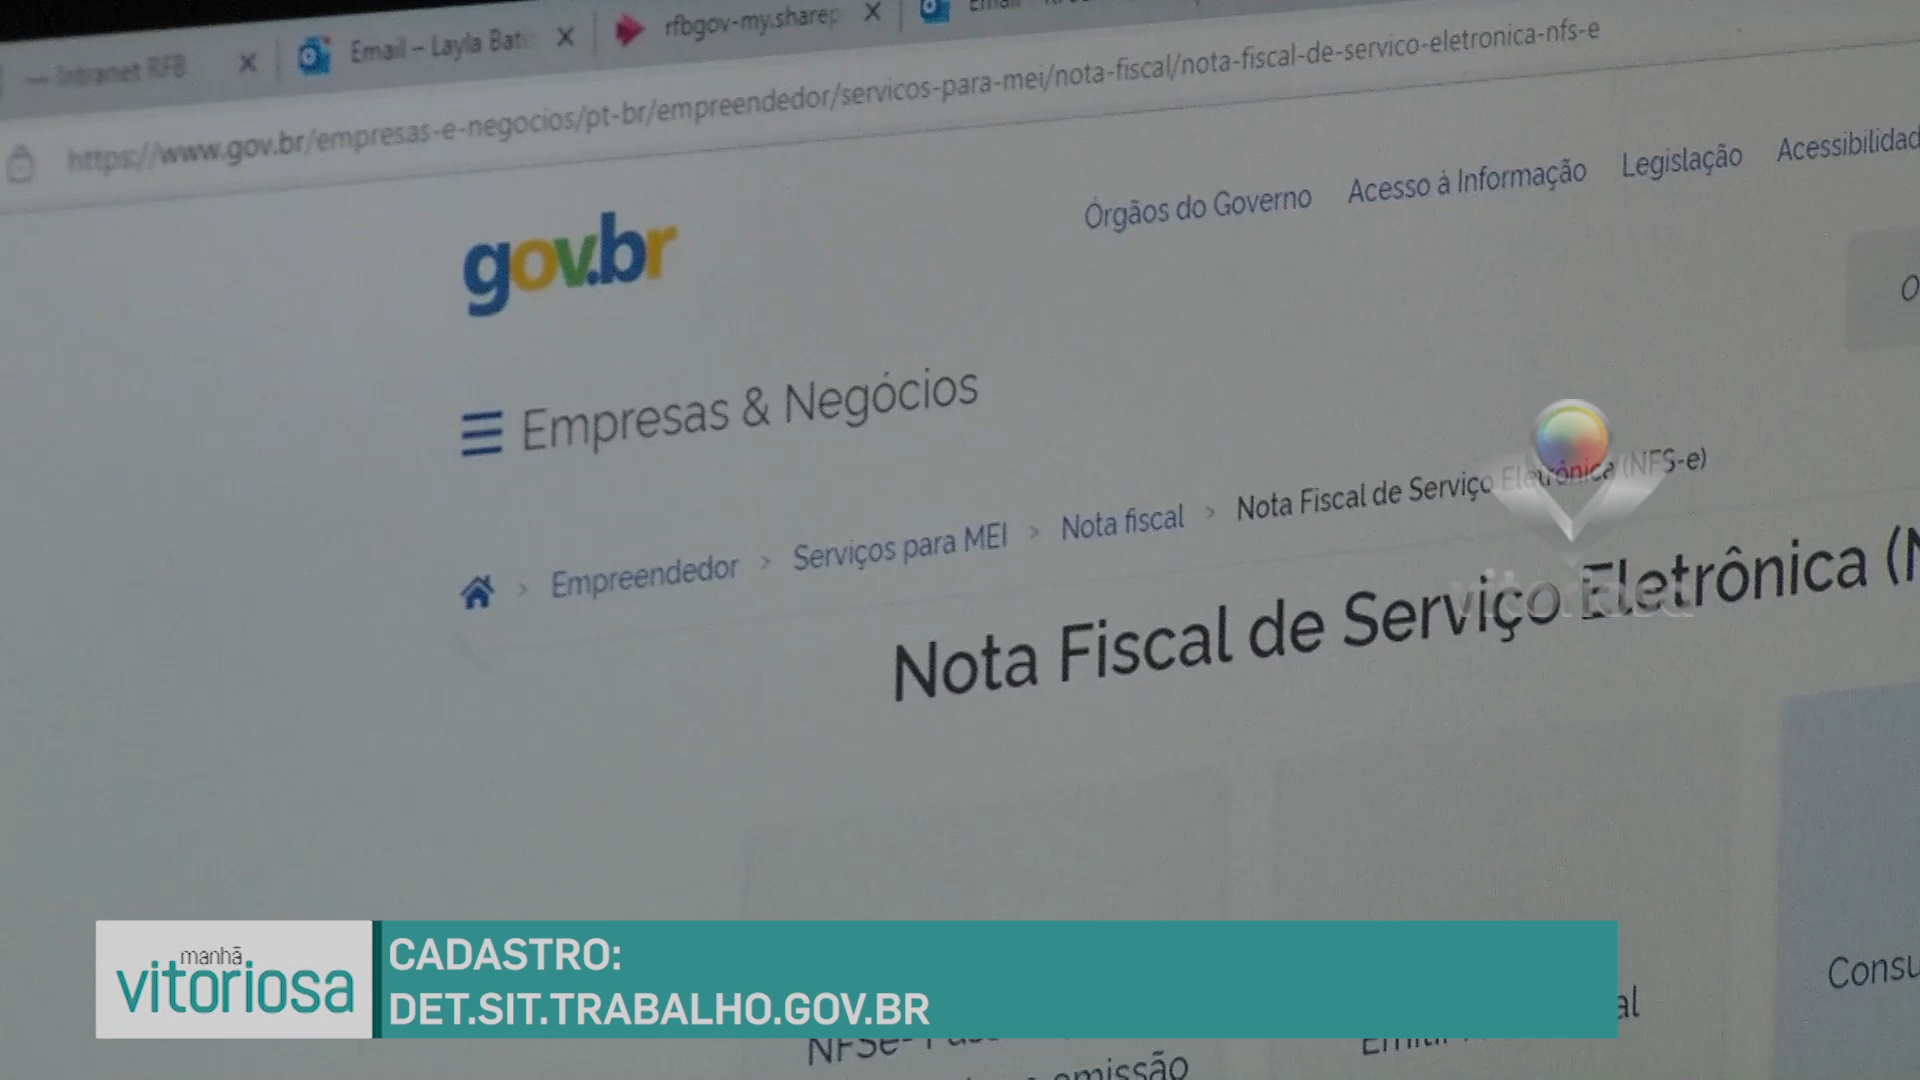 Intranet RFB
Email – Layla Bati
rfbgov-my.sharep
https://www.gov.br/empresas-e-negocios/pt-br/empreendedor/servicos-para-mei/nota-fiscal/nota-fiscal-de-servico-eletronica-nfs-e
gov.br
Órgãos do Governo
Acesso à Informação
Legislação
Acessibilidad
Empresas & Negócios
Empreendedor > Serviços para MEI > Nota fiscal > Nota Fiscal de Serviço Eletrônica (NFS-e)
Nota Fiscal de Serviço Eletrônica (N
Consu
manhã
vitoriosa
CADASTRO:
DET.SIT.TRABALHO.GOV.BR